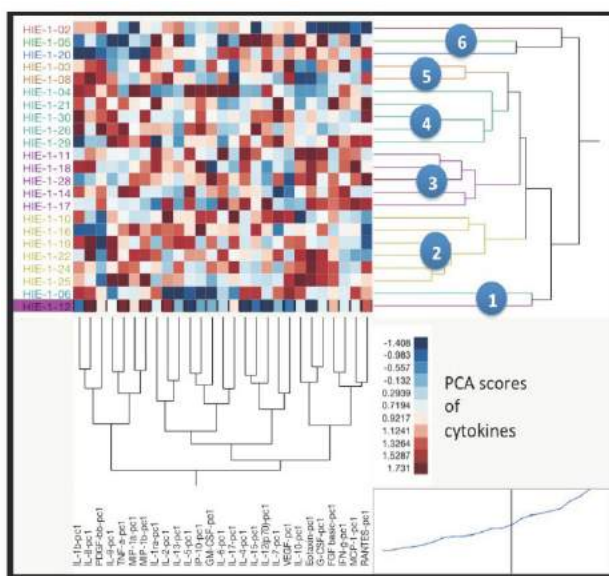 HIE-1-02
HIE-1-05
HIE-1-20
HIE-1-03
HIE-1-08
HIE-1-04
HIE-1-21
HIE-1-30
HIE-1-26
HIE-1-29
HIE-1-11
HIE-1-18
HIE-1-28
HIE-1-14
HIE-1-17
HIE-1-10
HIE-1-16
HIE-1-19
HIE-1-22
HIE-1-24
HIE-1-25
HIE-1-06
HIE-1-12
6
5
4
3
2
1
-1.408
-0.983
-0.557
-0.132
0.2939
0.7194
0.9217
1.1241
1.3264
1.5287
1.731
PCA scores
of
cytokines
IL-1b-pc1
IL-8-pc1
PDGF-bb-pc1
IL-9-pc1
TNF-a-pc1
MIP-1a-pc1
MIP-1b-pc1
IL-1ra-pc1
IL-2-pc1
IL-13-pc1
IL-5-pc1
IP-10-pc1
GM-CSF-pc1
IL-6-pc1
IL-17-pc1
IL-4-pc1
IL-15-pc1
IL-12(p70)-pc1
IL-7-pc1
VEGF-pc1
IL-10-pc1
Eotaxin-pc1
G-CSF-pc1
FGF basic-pc1
IFN-g-pc1
MCP-1-pc1
RANTES-pc1